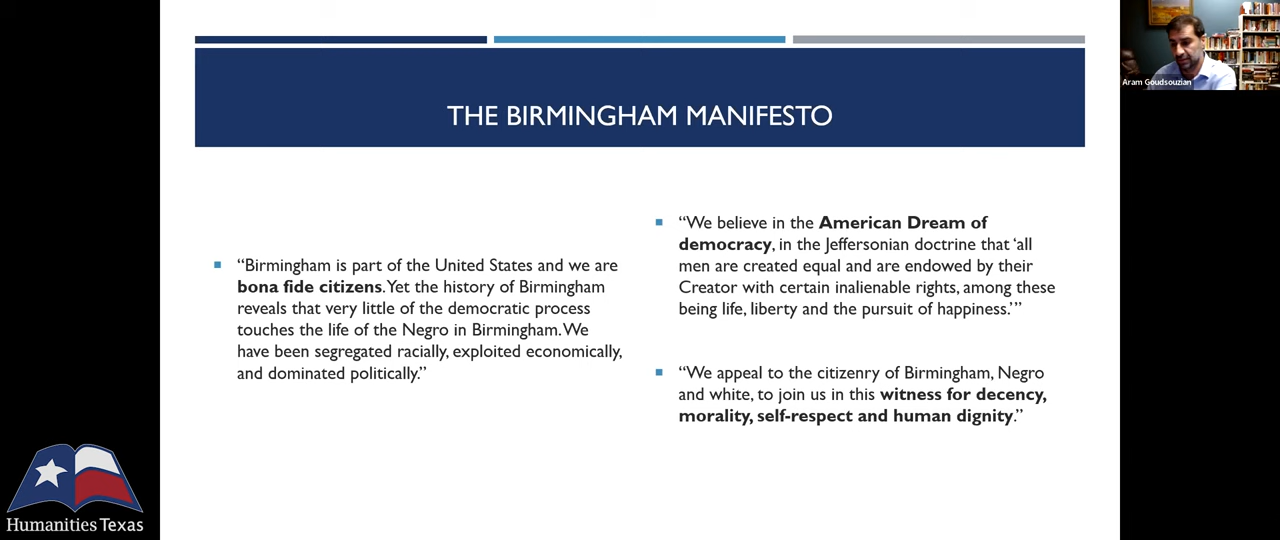 THE BIRMINGHAM MANIFESTO
Aram Goudsouzian
“Birmingham is part of the United States and we are
bona fide citizens. Yet the history of Birmingham
reveals that very little of the democratic process
touches the life of the Negro in Birmingham. We
have been segregated racially, exploited economically,
and dominated politically.”
“We believe in the American Dream of
democracy, in the Jeffersonian doctrine that ‘all
men are created equal and are endowed by their
Creator with certain inalienable rights, among these
being life, liberty and the pursuit of happiness.’”
“We appeal to the citizenry of Birmingham, Negro
and white, to join us in this witness for decency,
morality, self-respect and human dignity.”
Humanities Texas